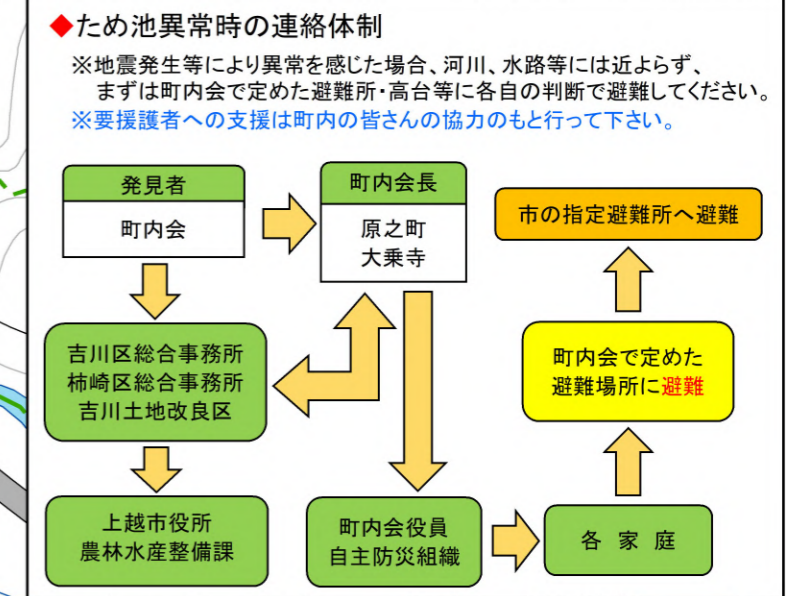 ◆ため池異常時の連絡体制
※地震発生等により異常を感じた場合、河川、水路等には近よらず、
まずは町内会で定めた避難所・高台等に各自の判断で避難してください。
※要援護者への支援は町内の皆さんの協力のもと行って下さい。
発見者
町内会
町内会長
原之町
大乗寺
市の指定避難所へ避難
吉川区総合事務所
柿崎区総合事務所
吉川土地改良区
町内会で定めた
避難場所に避難
上越市役所
農林水産整備課
町内会役員
自主防災組織
各 家 庭